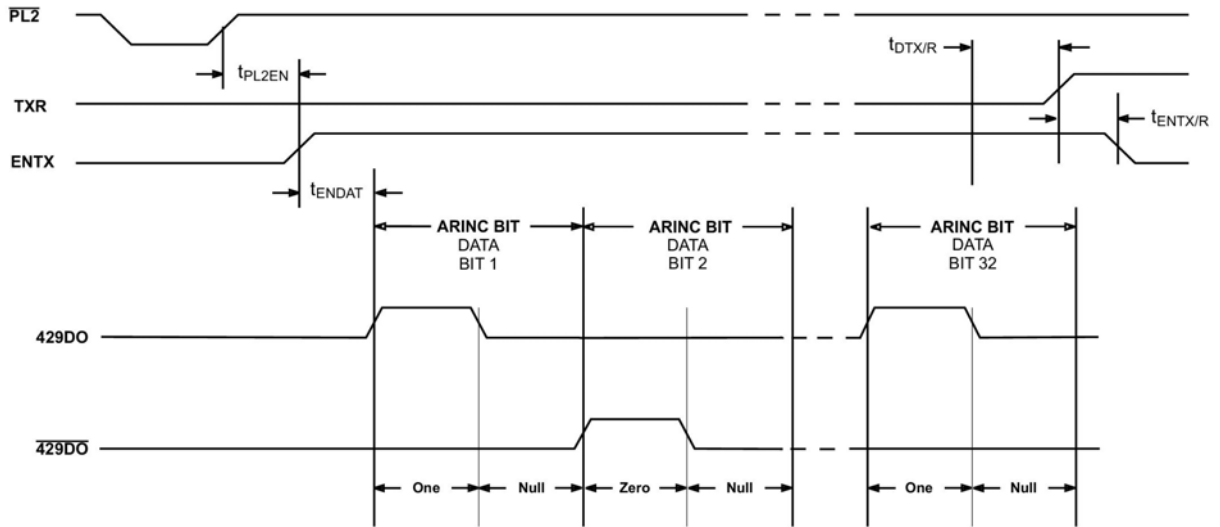 PL2
tDTX/R
tPL2EN
TXR
tENTX/R
ENTX
tENDAT
ARINC BIT ARINC BIT ARINC BIT
DATA DATA DATA
BIT 1 BIT 2 BIT 32
429DO
429DO
One Null Zero Null One Null